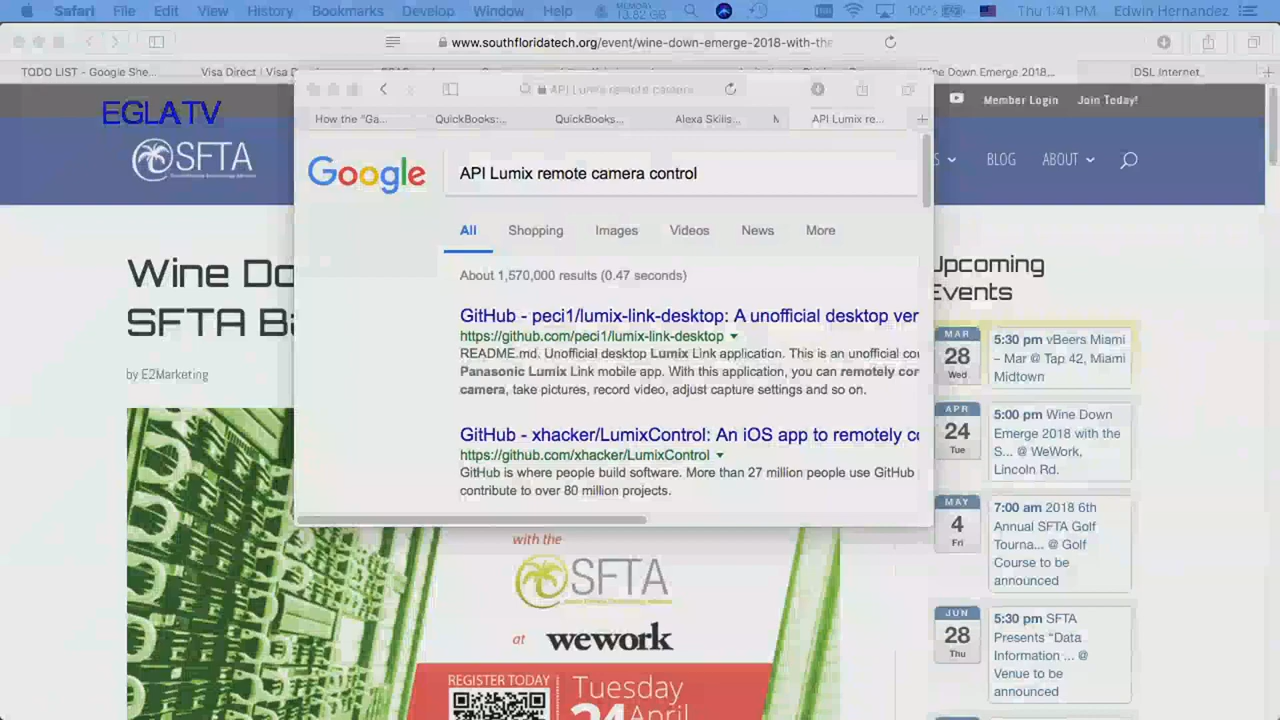 Safari File Edit View History Bookmarks Develop Window Help MEMORY 13.82 GB 100% Thu 1:41 PM Edwin Hernandez
www.southfloridatech.org/event/wine-down-emerge-2018-with-the
TODO LIST - Google She... Visa Direct | Visa D Wine Down Emerge 2018,... DSL Internet,
API Lumix remote camera
How the "Ga... QuickBooks:... QuickBooks... Alexa Skills... M API Lumix re...
Member Login Join Today!
EGLATV
SFTA
S BLOG ABOUT
Google API Lumix remote camera control
All Shopping Images Videos News More
About 1,570,000 results (0.47 seconds)
GitHub - peci1/lumix-link-desktop: A unofficial desktop ver
https://github.com/peci1/lumix-link-desktop
README.md. Unofficial desktop Lumix Link application. This is an unofficial co
Panasonic Lumix Link mobile app. With this application, you can remotely cor
camera, take pictures, record video, adjust capture settings and so on.
GitHub - xhacker/LumixControl: An iOS app to remotely c
https://github.com/xhacker/LumixControl
GitHub is where people build software. More than 27 million people use GitHub
contribute to over 80 million projects.
Wine Do
SFTA Ba
by E2Marketing
with the
SFTA
at wework
REGISTER TODAY
Tuesday
24 April
Upcoming
Events
MAR
28
Wed
5:30 pm vBeers Miami
– Mar @ Tap 42, Miami
Midtown
APR
24
Tue
5:00 pm Wine Down
Emerge 2018 with the
S... @ WeWork,
Lincoln Rd.
MAY
4
Fri
7:00 am 2018 6th
Annual SFTA Golf
Tourna... @ Golf
Course to be
announced
JUN
28
Thu
5:30 pm SFTA
Presents "Data
Information ... @
Venue to be
announced